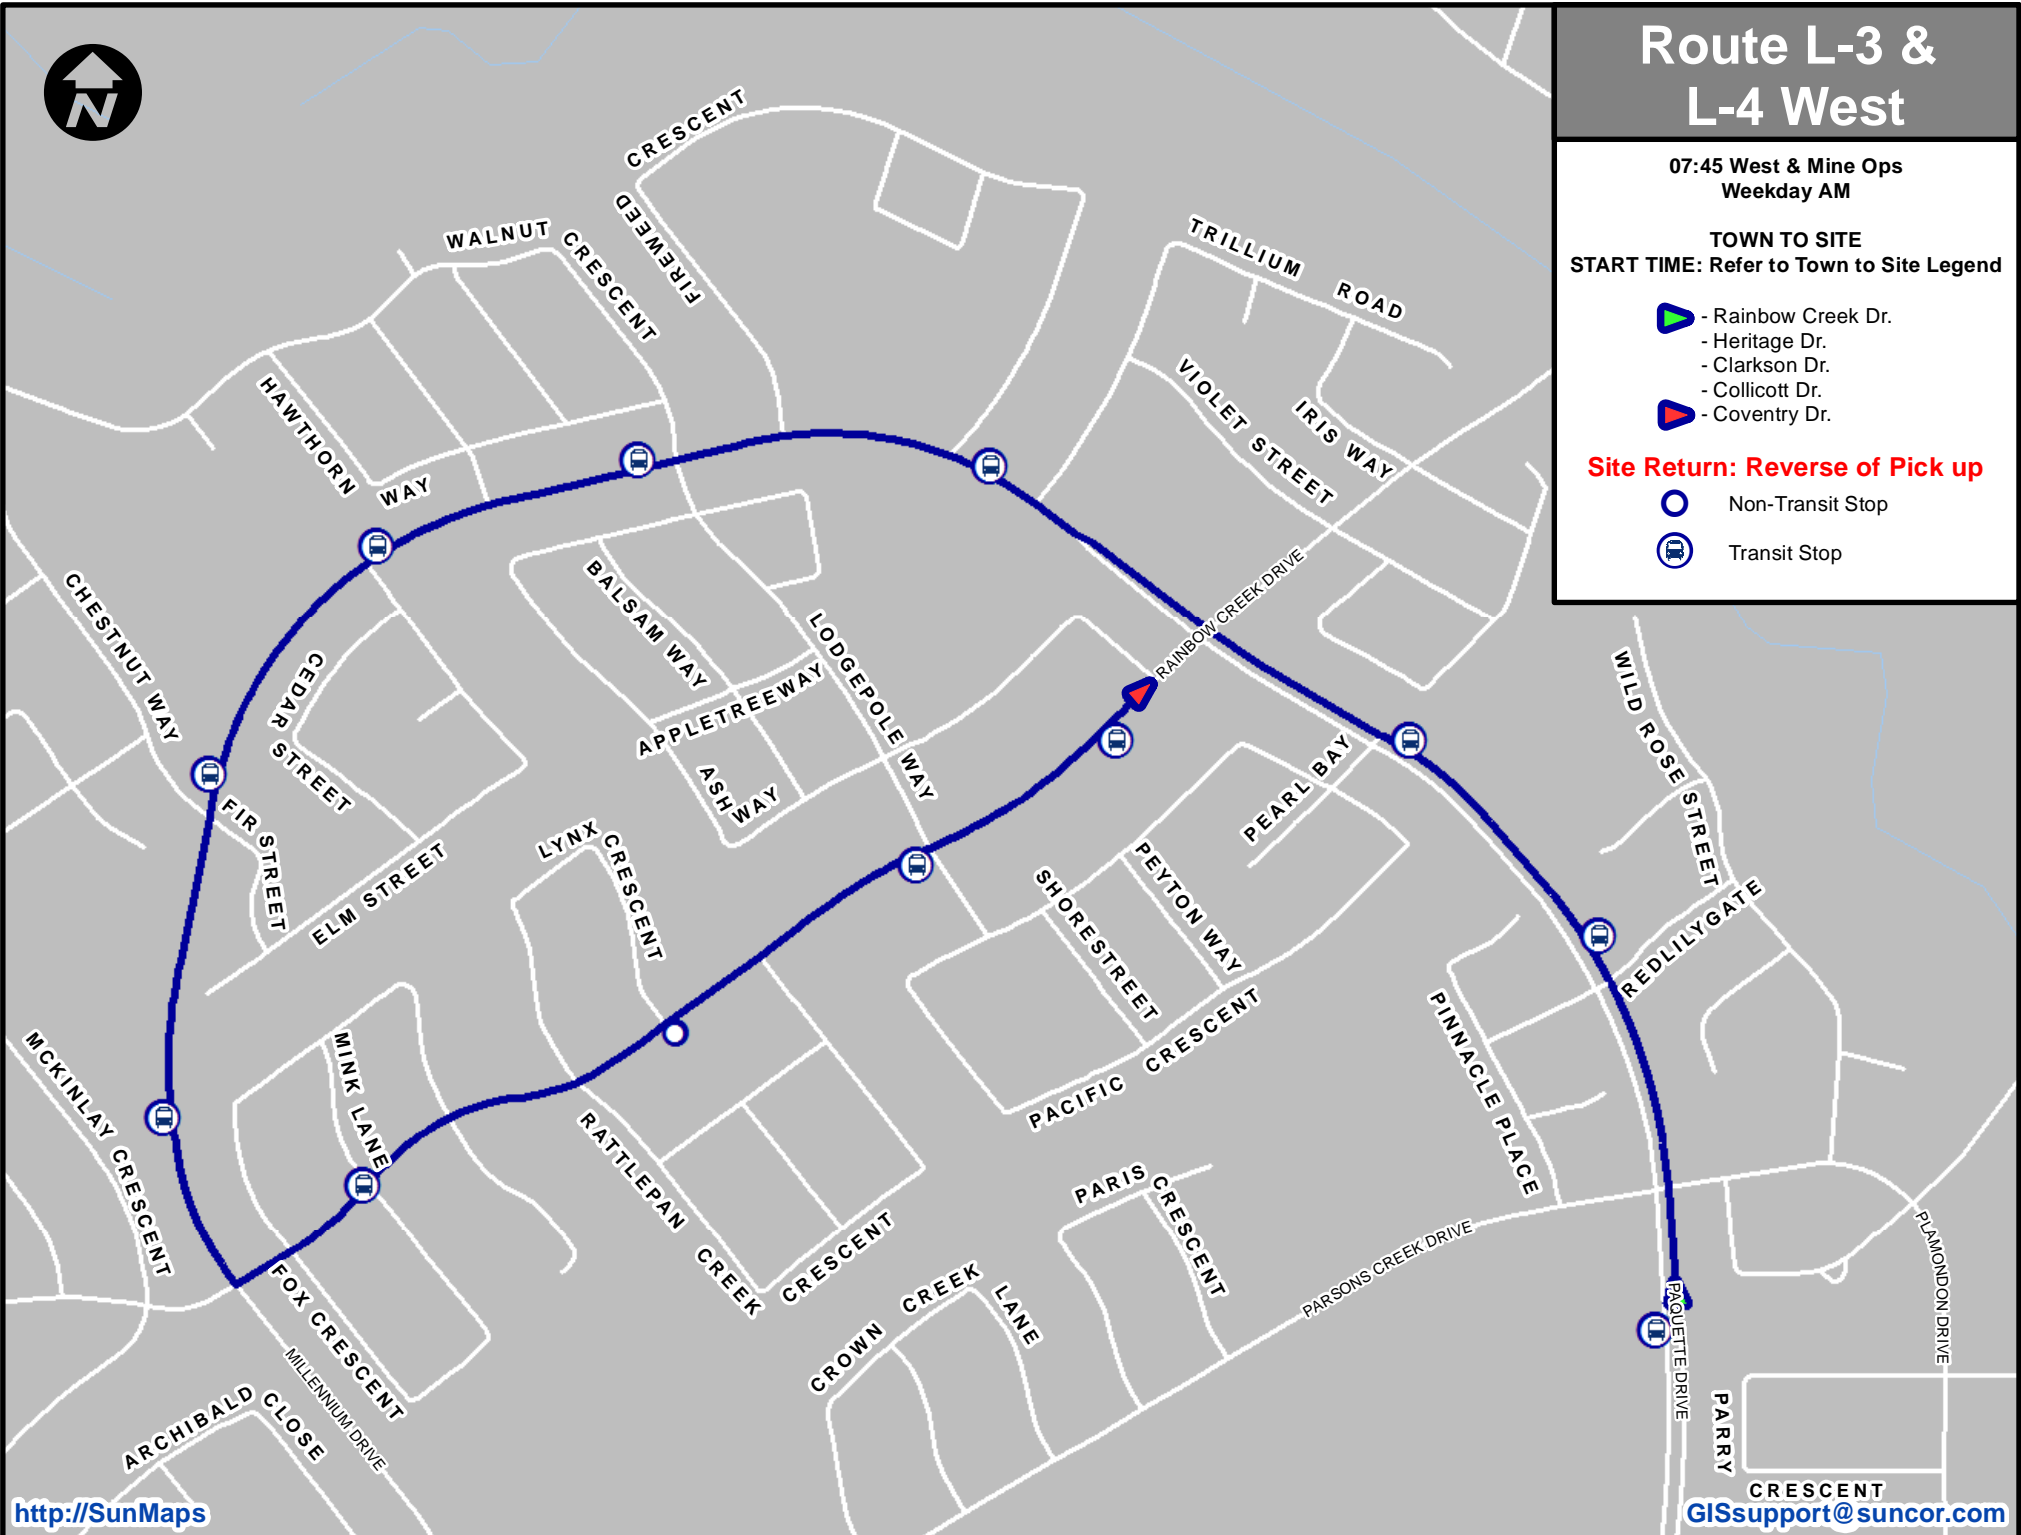 Route L-3 &
L-4 West
07:45 West & Mine Ops
Weekday AM
TOWN TO SITE
START TIME: Refer to Town to Site Legend
- Rainbow Creek Dr.
- Heritage Dr.
- Clarkson Dr.
- Collicott Dr.
- Coventry Dr.
Site Return: Reverse of Pick up
Non-Transit Stop
Transit Stop
N
FIREWEED CRESCENT
WALNUT CRESCENT
TRILLIUM ROAD
HAWTHORN WAY
VIOLET STREET
IRIS WAY
RAINBOW CREEK DRIVE
CHESTNUT WAY
CEDAR STREET
BALSAM WAY
APPLETREEWAY
LODGEPOLE WAY
ASH WAY
FIR STREET
ELM STREET
LYNX CRESCENT
PEARL BAY
PEYTON WAY
SHORESTREET
PACIFIC CRESCENT
WILD ROSE STREET
REDLILYGATE
PINNACLE PLACE
MCKINLAY CRESCENT
MINK LANE
RATTLEPAN CREEK CRESCENT
PARIS CRESCENT
PARSONS CREEK DRIVE
PLAMONDON DRIVE
PAQUETTE DRIVE
FOX CRESCENT
CROWN CREEK LANE
MILLENNIUM DRIVE
ARCHIBALD CLOSE
PARRY CRESCENT
http://SunMaps
GISsupport@suncor.com